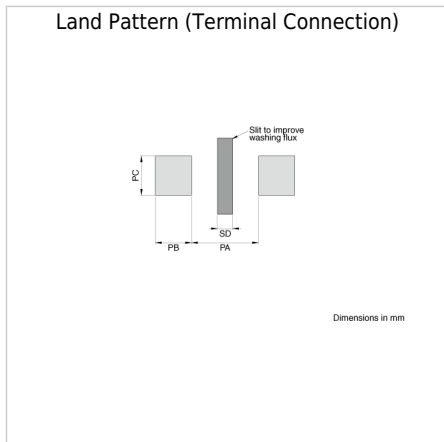 Land Pattern (Terminal Connection)
Slit to improve
washing flux
PC
SD
PB
PA
Dimensions in mm